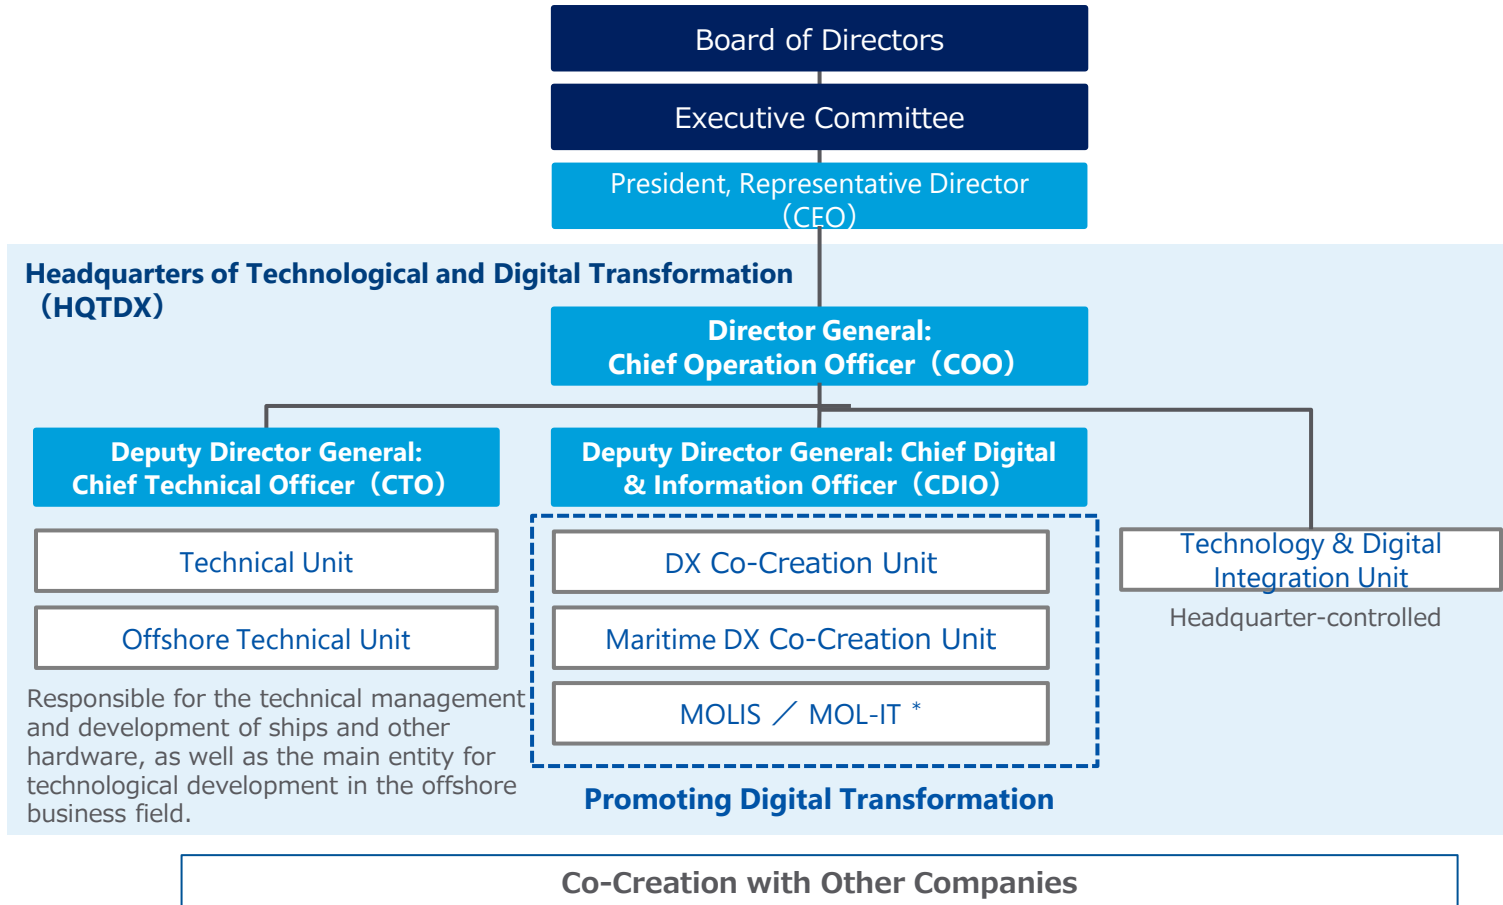 Board of Directors
Executive Committee
President, Representative Director
（CEO）
Headquarters of Technological and Digital Transformation
（HQTDX）
Director General:
Chief Operation Officer（COO）
Deputy Director General:
Chief Technical Officer（CTO）
Deputy Director General: Chief Digital
& Information Officer（CDIO）
Technical Unit
Offshore Technical Unit
Responsible for the technical management
and development of ships and other
hardware, as well as the main entity for
technological development in the offshore
business field.
DX Co-Creation Unit
Maritime DX Co-Creation Unit
MOLIS ／ MOL-IT *
Promoting Digital Transformation
Technology & Digital
Integration Unit
Headquarter-controlled
Co-Creation with Other Companies